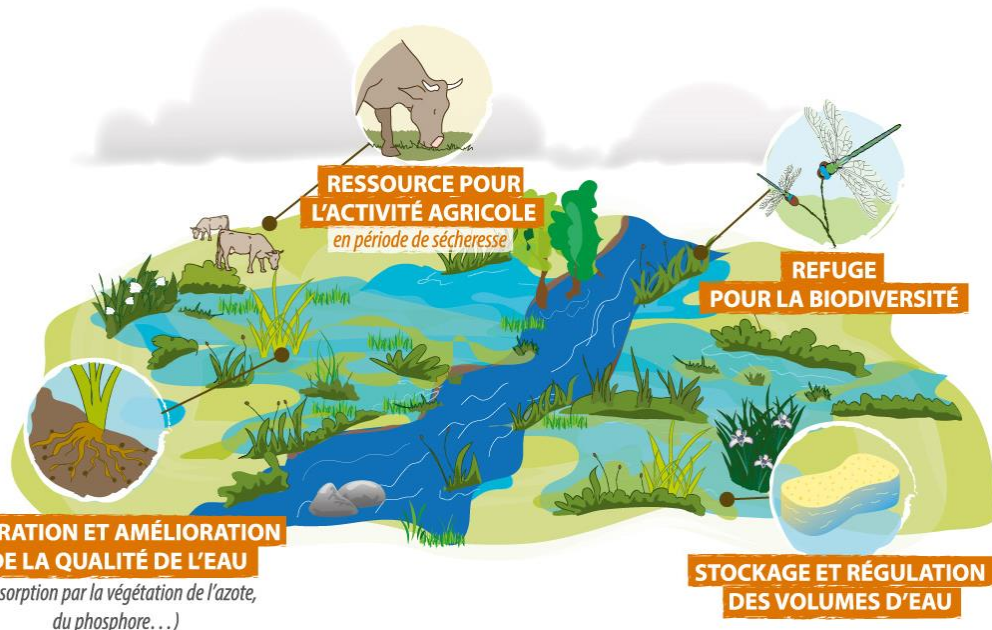 RESSOURCE POUR
L'ACTIVITÉ AGRICOLE
en période de sécheresse
REFUGE
POUR LA BIODIVERSITÉ
RATION ET AMÉLIORATION
DE LA QUALITÉ DE L'EAU
sorption par la végétation de l'azote,
du phosphore...)
STOCKAGE ET RÉGULATION
DES VOLUMES D'EAU